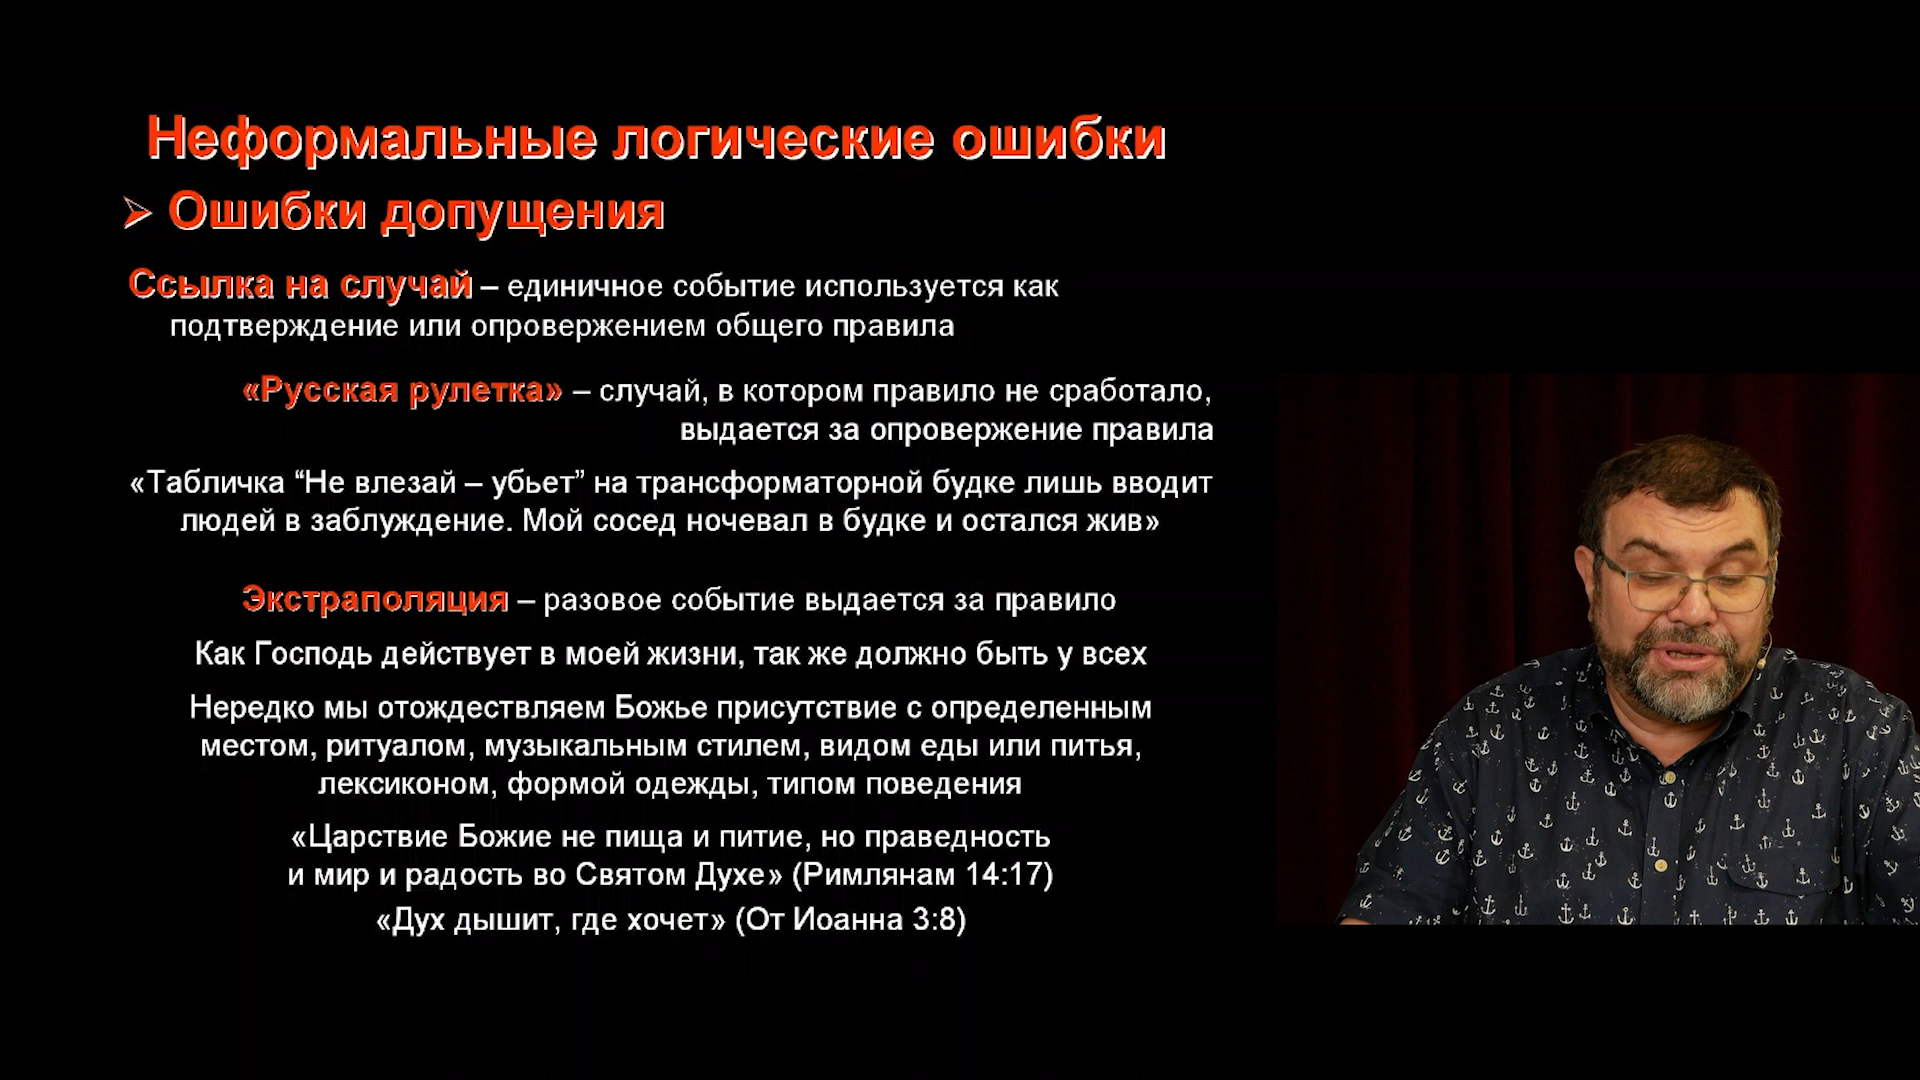 Неформальные логические ошибки
Ошибки допущения
Ссылка на случай – единичное событие используется как
подтверждение или опровержением общего правила
«Русская рулетка» – случай, в котором правило не сработало,
выдается за опровержение правила
«Табличка “Не влезай – убьет” на трансформаторной будке лишь вводит
людей в заблуждение. Мой сосед ночевал в будке и остался жив»
Экстраполяция – разовое событие выдается за правило
Как Господь действует в моей жизни, так же должно быть у всех
Нередко мы отождествляем Божье присутствие с определенным
местом, ритуалом, музыкальным стилем, видом еды или питья,
лексиконом, формой одежды, типом поведения
«Царствие Божие не пища и питие, но праведность
и мир и радость во Святом Духе» (Римлянам 14:17)
«Дух дышит, где хочет» (От Иоанна 3:8)